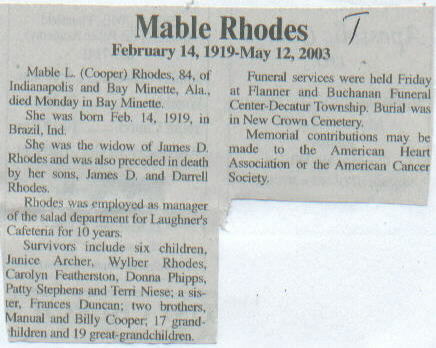 Mable Rhodes
T
February 14, 1919-May 12, 2003
Mable L. (Cooper) Rhodes, 84, of
Indianapolis and Bay Minette, Ala.,
died Monday in Bay Minette.
She was born Feb. 14, 1919, in
Brazil, Ind.
She was the widow of James D.
Rhodes and was also preceded in death
by her sons, James D. and Darrell
Rhodes.
Rhodes was employed as manager
of the salad department for Laughner's
Cafeteria for 10 years.
Survivors include six children,
Janice Archer, Wylber Rhodes,
Carolyn Featherston, Donna Phipps,
Patty Stephens and Terri Niese; a sis-
ter, Frances Duncan; two brothers,
Manual and Billy Cooper; 17 grand-
children and 19 great-grandchildren.
Funeral services were held Friday
at Flanner and Buchanan Funeral
Center-Decatur Township. Burial was
in New Crown Cemetery.
Memorial contributions may be
made to the American Heart
Association or the American Cancer
Society.